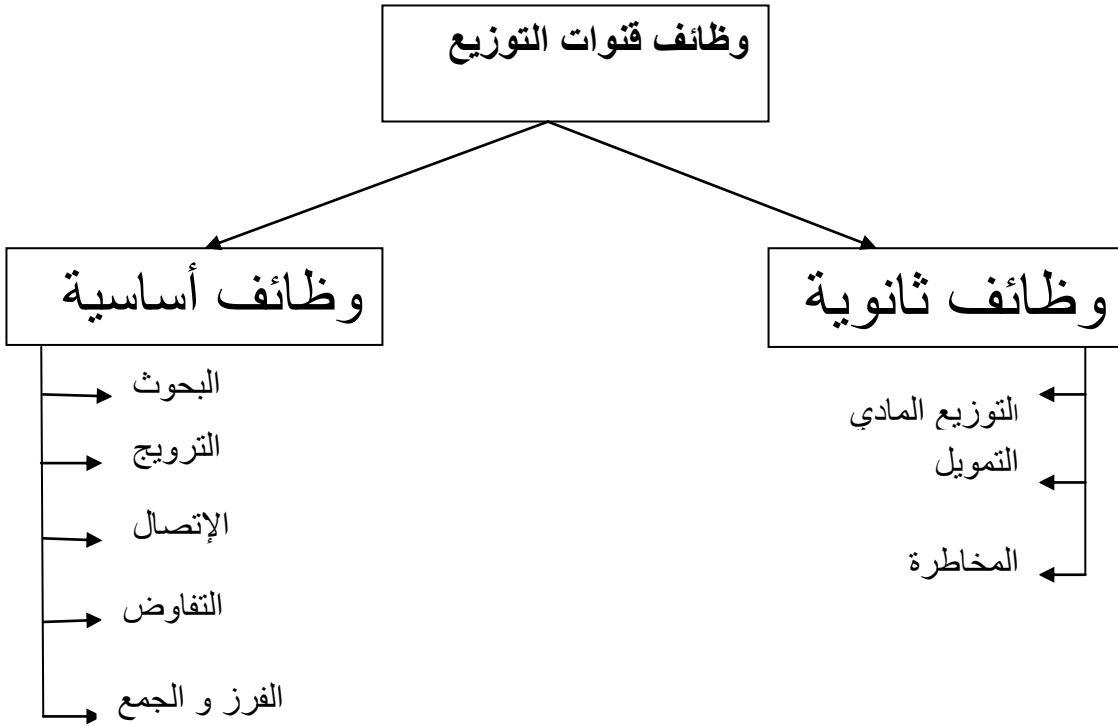 وظائف قنوات التوزيع
وظائف ثانوية
التوزيع المادي
التمويل
المخاطرة
وظائف أساسية
البحوث
الترويج
الإتصال
التفاوض
الفرز و الجمع